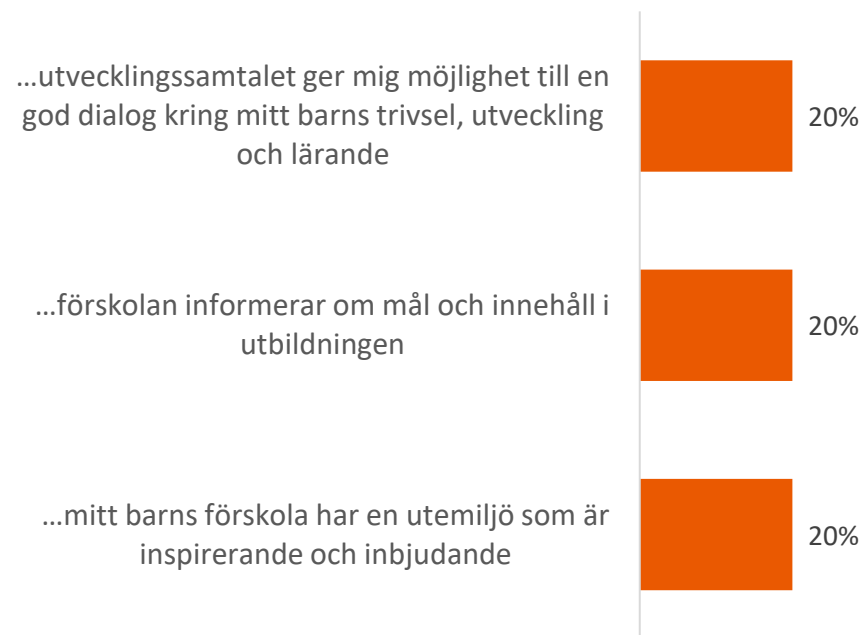 ...utvecklingssamtalet ger mig möjlighet till en
god dialog kring mitt barns trivsel, utveckling
och lärande
20%
...förskolan informerar om mål och innehåll i
utbildningen
20%
...mitt barns förskola har en utemiljö som är
inspirerande och inbjudande
20%